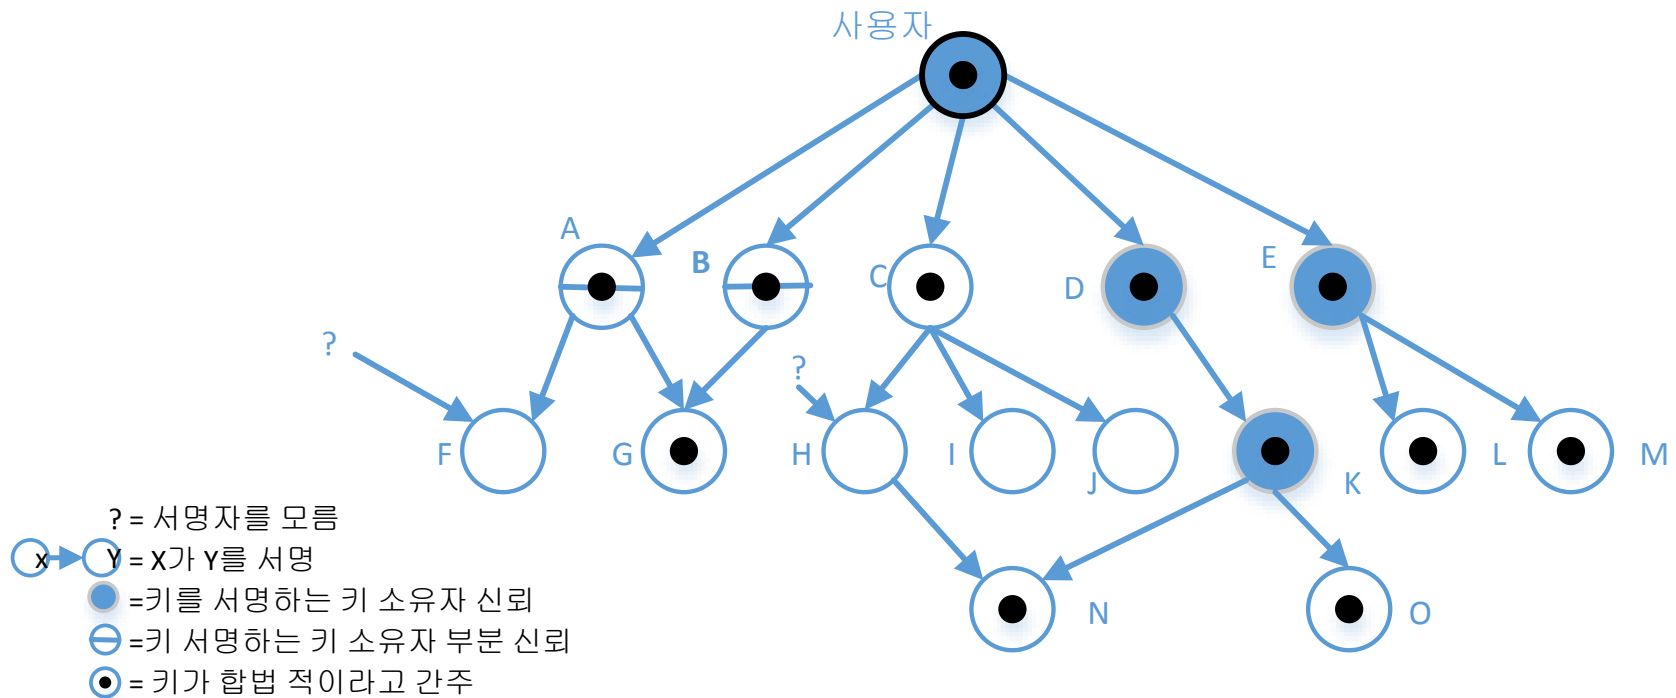 사용자
A
B
C
D
E
?
?
F
G
H
I
J
K
L
M
N
O
? = 서명자를 모름
x Y = X가 Y를 서명
=키를 서명하는 키 소유자 신뢰
=키 서명하는 키 소유자 부분 신뢰
= 키가 합법 적이라고 간주